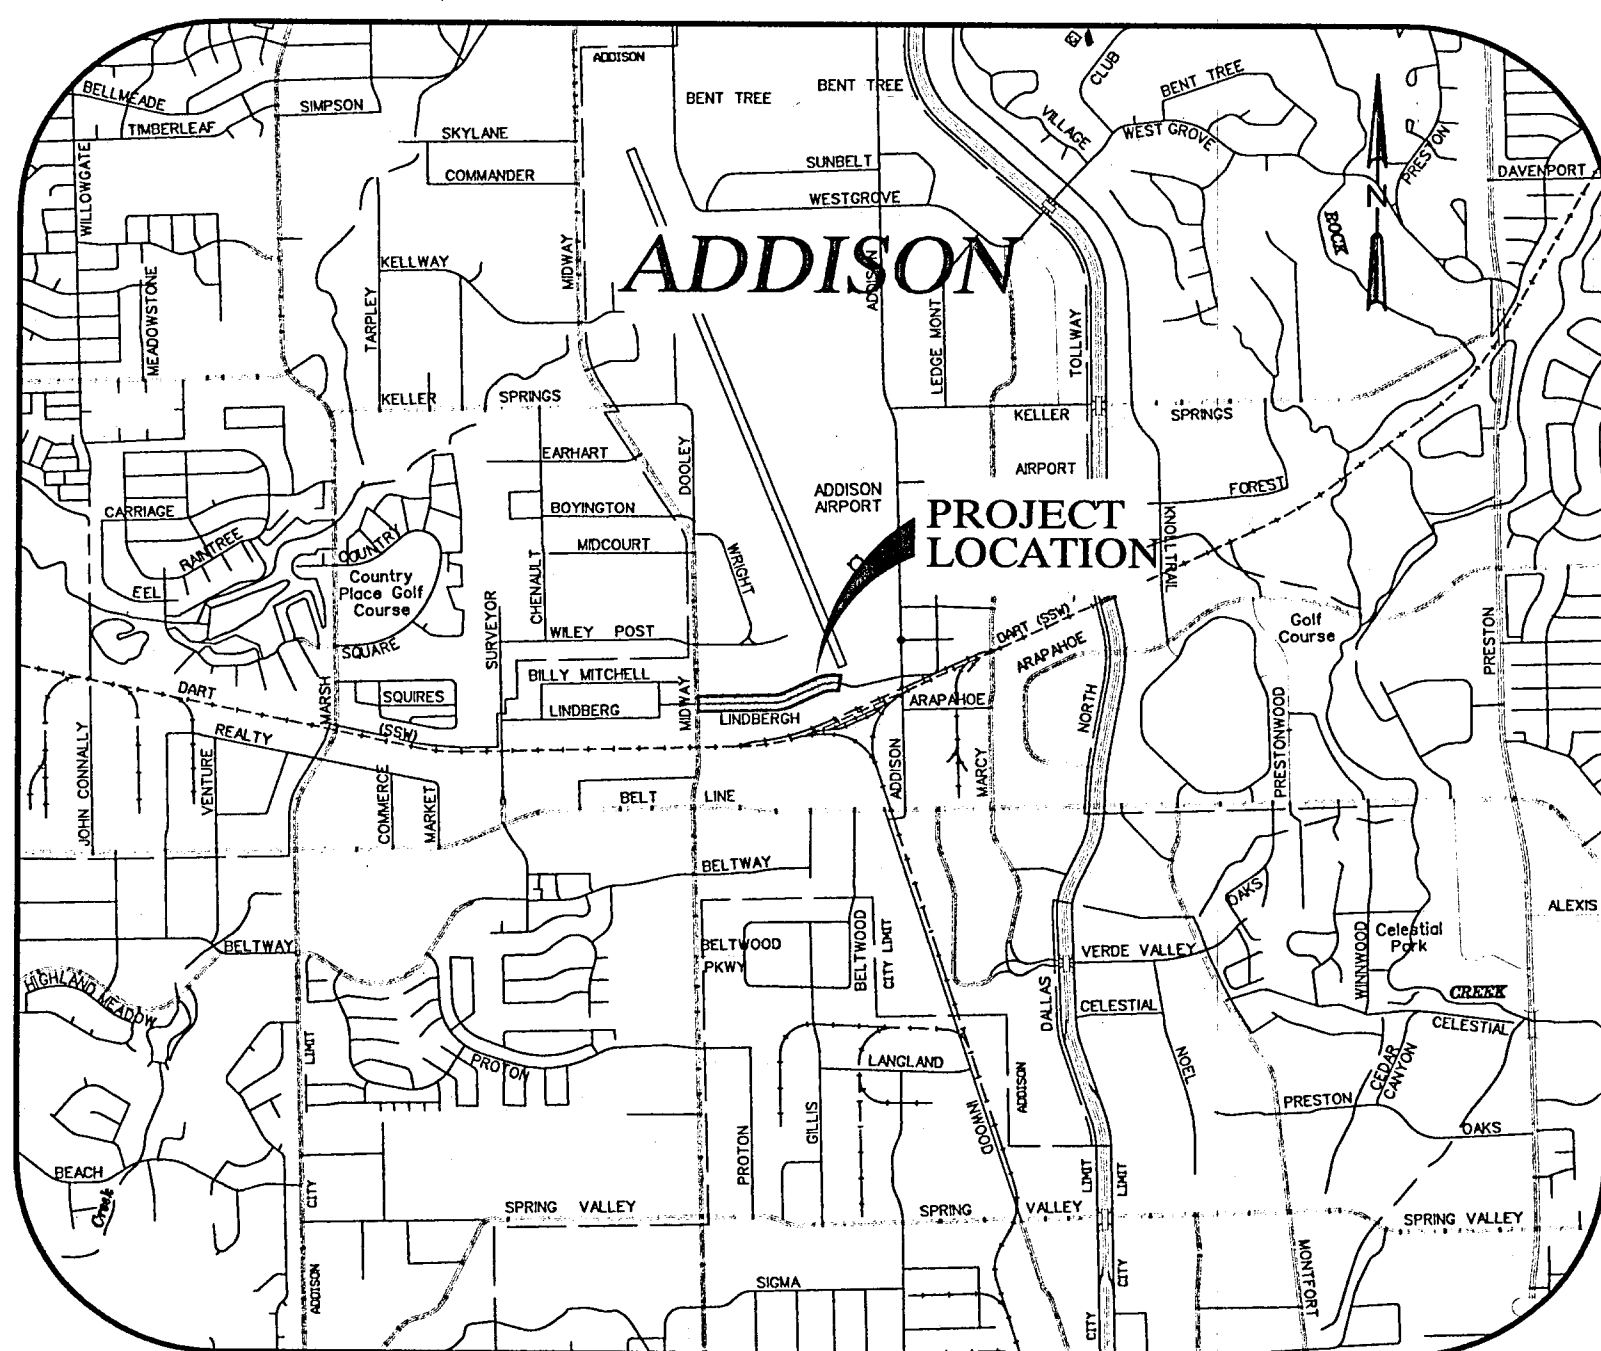 ADDISON
BENT TREE
BENT TREE
CLUB
BENT TREE
BELLMEADE
SIMPSON
TIMBERLEAF
SKYLANE
VILLAGE
WEST GROVE
PRESTON
N
WILLOWGATE
COMMANDER
SUNBELT
WESTGROVE
DAVENPORT
ROCK
MIDWAY
ADDISON
ADDISON
KELLWAY
MEADOWSTONE
TARPLEY
LEDGE MONT
TOLLWAY
KELLER
SPRINGS
KELLER
SPRINGS
EARHART
DOOLEY
AIRPORT
FOREST
ADDISON
AIRPORT
CARRIAGE
BOYINGTON
PROJECT
LOCATION
KNOLL TRAIL
RAINTREE
COUNTRY
MIDCOURT
WRIGHT
Country
Place Golf
Course
EEL
CHENAULT
SURVEYOR
WILEY POST
DART (SSW)
ARAPAHOE
Golf
Course
PRESTON
SQUARE
BILLY MITCHELL
DART
MARSH
SQUIRES
LINDBERG
MIDWAY
LINDBERGH
ARAPAHOE
NORTH
PRESTONWOOD
REALTY
(SSW)
JOHN CONNALLY
VENTURE
COMMERCE
MARKET
BELT
LINE
ADDISON
MARCY
BELTWAY
OAKS
ALEXIS
BELTWAY
BELTWOOD
PKWY
BELTWOOD
CITY LIMIT
VERDE VALLEY
WINNWOOD
Celestial
Park
HIGHLAND MEADOW
DALLAS
CELESTIAL
CREEK
CELESTIAL
LIMIT
PROTON
LANGLAND
NOEL
CEDAR
CANYON
ADDISON
INWOOD
PRESTON
OAKS
GILLIS
PROTON
BEACH
Creek
CITY
LIMIT
LIMIT
SPRING
VALLEY
SPRING
VALLEY
SPRING VALLEY
ADDISON
SIGMA
CITY
CITY
MONTFORT